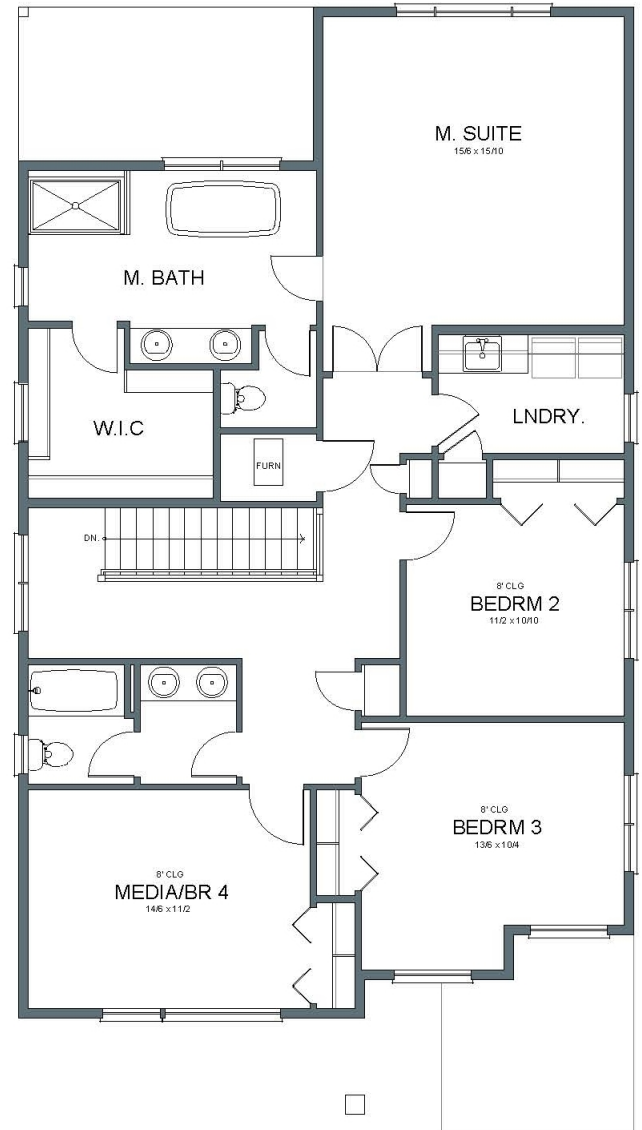 M. SUITE
15/6 x 15/10
M. BATH
W.I.C
LNDRY.
FURN
DN.
8' CLG
BEDRM 2
11/2 x 10/10
8' CLG
BEDRM 3
13/6 x 10/4
8' CLG
MEDIA/BR 4
14/6 x 11/2